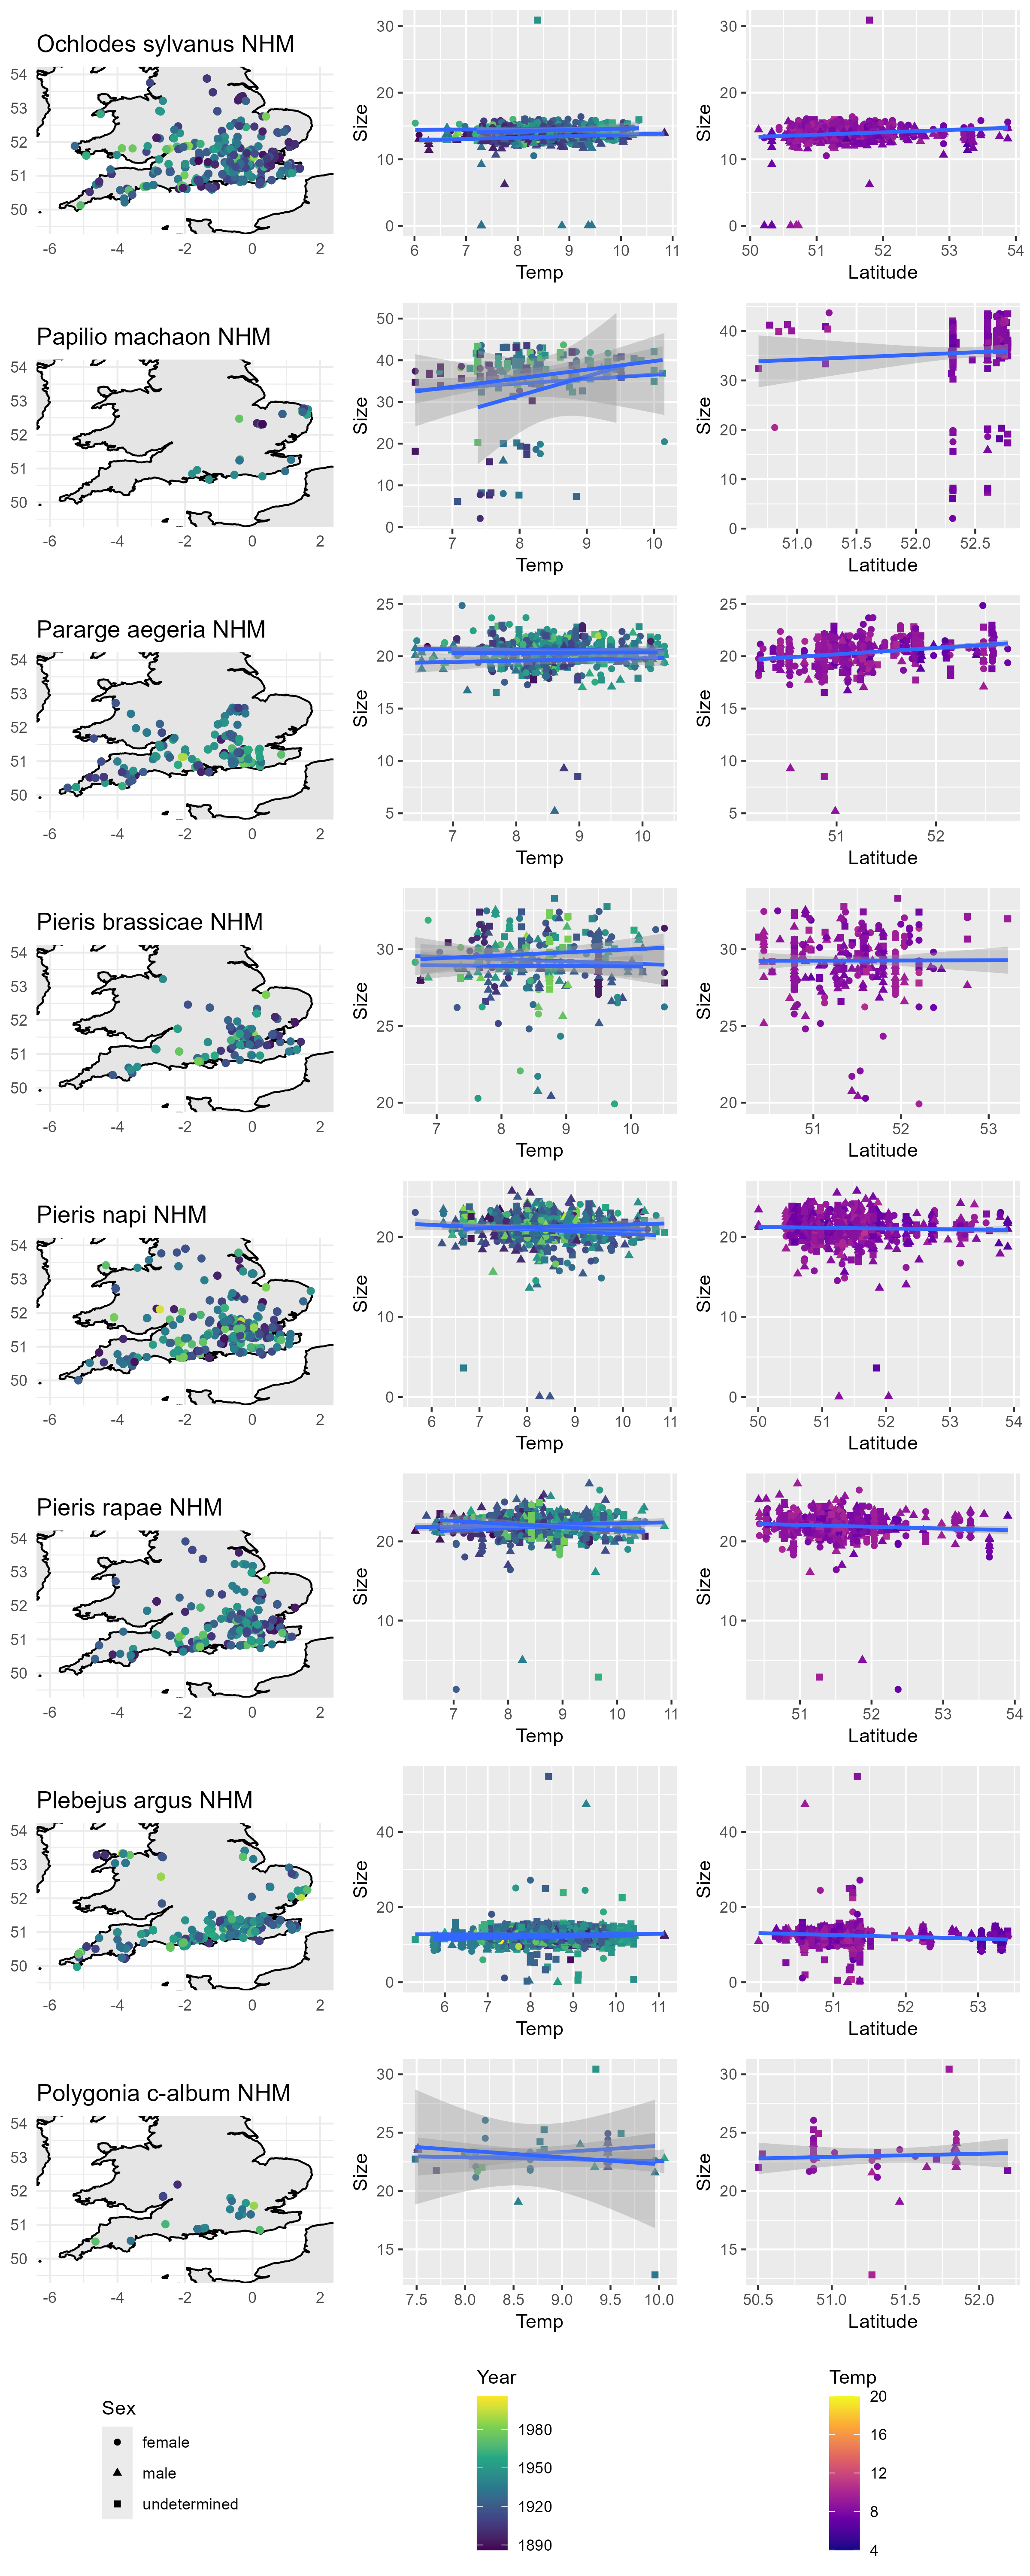 Ochlodes sylvanus NHM
54
53
52
51
50
-6 -4 -2 0 2
30
20
10
0
Size
6 7 8 9 10 11
Temp
30
20
10
0
Size
50 51 52 53 54
Latitude
Papilio machaon NHM
54
53
52
51
50
-6 -4 -2 0 2
50
40
30
20
10
0
Size
7 8 9 10
Temp
40
30
20
10
0
Size
51.0 51.5 52.0 52.5
Latitude
Pararge aegeria NHM
54
53
52
51
50
-6 -4 -2 0 2
25
20
15
10
5
Size
7 8 9 10
Temp
25
20
15
10
5
Size
51 52
Latitude
Pieris brassicae NHM
54
53
52
51
50
-6 -4 -2 0 2
30
25
20
Size
7 8 9 10
Temp
30
25
20
Size
51 52 53
Latitude
Pieris napi NHM
54
53
52
51
50
-6 -4 -2 0 2
20
10
0
Size
6 7 8 9 10 11
Temp
20
10
0
Size
50 51 52 53 54
Latitude
Pieris rapae NHM
54
53
52
51
50
-6 -4 -2 0 2
20
10
Size
7 8 9 10 11
Temp
20
10
Size
51 52 53 54
Latitude
Plebejus argus NHM
54
53
52
51
50
-6 -4 -2 0 2
40
20
0
Size
6 7 8 9 10 11
Temp
40
20
0
Size
50 51 52 53
Latitude
Polygonia c-album NHM
54
53
52
51
50
-6 -4 -2 0 2
30
25
20
15
Size
7.5 8.0 8.5 9.0 9.5 10.0
Temp
30
25
20
15
Size
50.5 51.0 51.5 52.0
Latitude
Sex
female
male
undetermined
Year
1980
1950
1920
1890
Temp
20
16
12
8
4